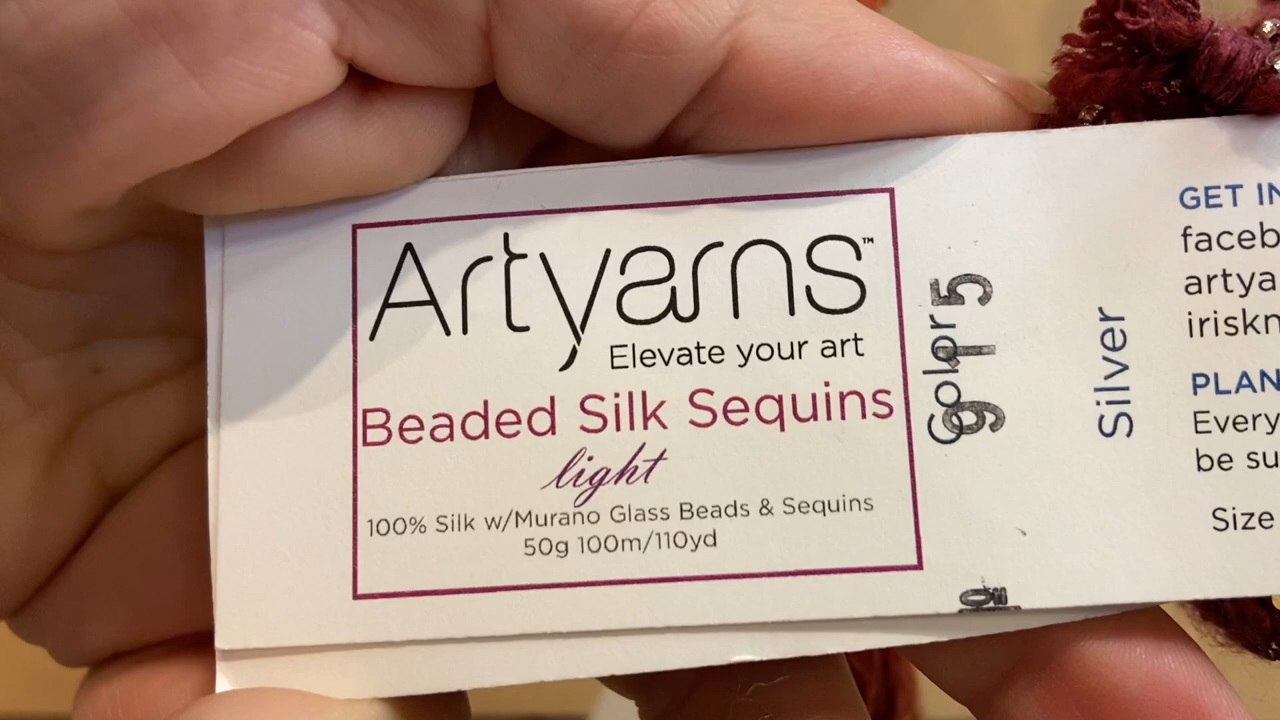 Artyarns™
Elevate your art
Beaded Silk Sequins
light
100% Silk w/Murano Glass Beads & Sequins
50g 100m/110yd
Color
915
Silver
GET IN
faceb
artya
iriskn
PLAN
Every
be su
Size